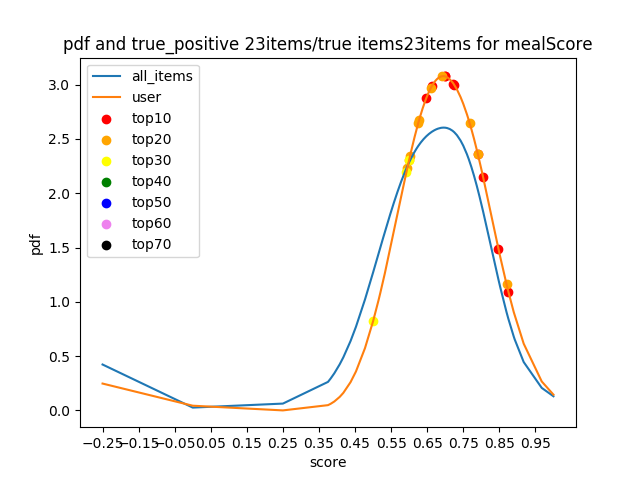 pdf and true_positive 23items/true items23items for mealScore
all_items
user
top10
top20
top30
top40
top50
top60
top70
3.0
2.5
2.0
1.5
1.0
0.5
0.0
pdf
−0.25 −0.15 −0.05 0.05 0.15 0.25 0.35 0.45 0.55 0.65 0.75 0.85 0.95
score